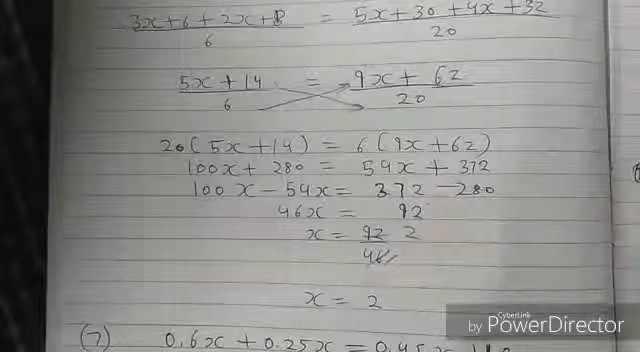 3x+6+2x+8 = 5x+30+4x+32
6 20
5x+14 = 9x+62
6 20
20(5x+14) = 6(9x+62)
100x+280 = 54x+372
100x-54x= 372-280
46x = 92
x = 92 2
46
x = 2
(7) 0.6x+0.25x = 0.45x
CyberLink
by PowerDirector